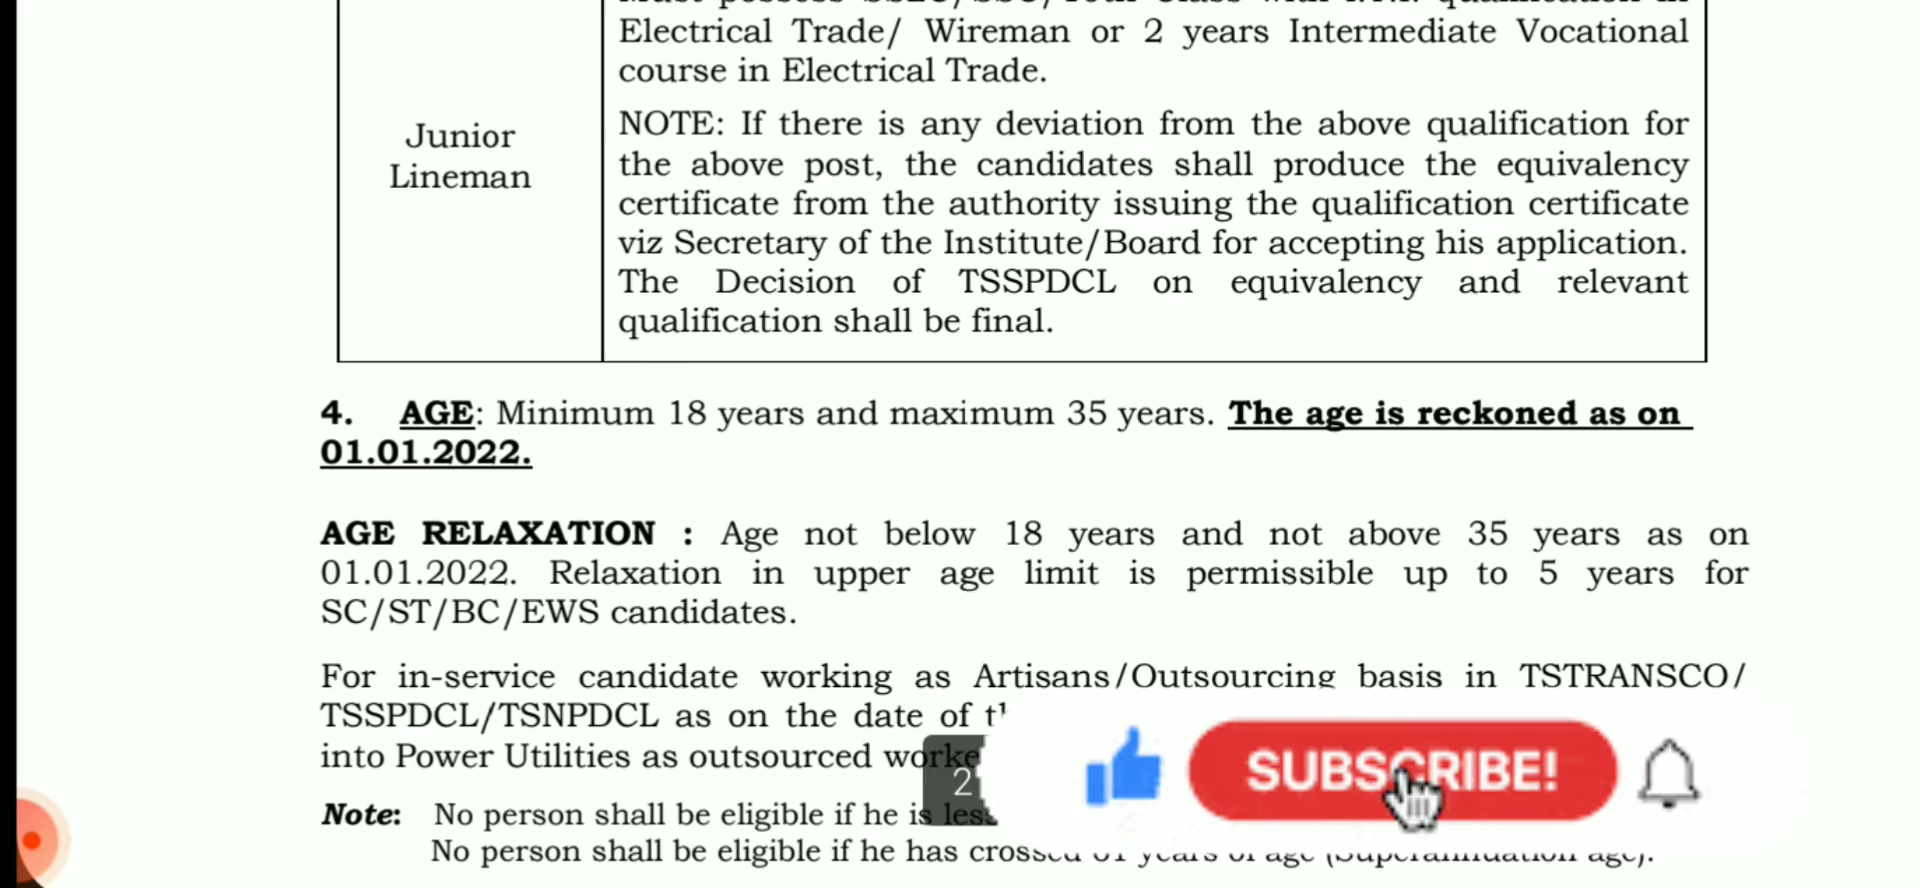 Electrical Trade/ Wireman or 2 years Intermediate Vocational
course in Electrical Trade.
Junior
Lineman
NOTE: If there is any deviation from the above qualification for
the above post, the candidates shall produce the equivalency
certificate from the authority issuing the qualification certificate
viz Secretary of the Institute/Board for accepting his application.
The Decision of TSSPDCL on equivalency and relevant
qualification shall be final.
4. AGE: Minimum 18 years and maximum 35 years. The age is reckoned as on
01.01.2022.
AGE RELAXATION : Age not below 18 years and not above 35 years as on
01.01.2022. Relaxation in upper age limit is permissible up to 5 years for
SC/ST/BC/EWS candidates.
For in-service candidate working as Artisans/Outsourcing basis in TSTRANSCO/
TSSPDCL/TSNPDCL as on the date of
into Power Utilities as outsourced
2
SUBSCRIBE!
Note: No person shall be eligible if he is less
No person shall be eligible if he has crossed years of age (Superannuation age).